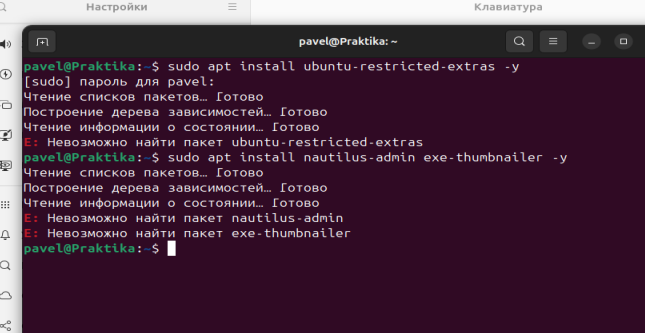 Настройки
Клавиатура
pavel@Praktika: ~
pavel@Praktika:~$ sudo apt install ubuntu-restricted-extras -y
[sudo] пароль для pavel:
Чтение списков пакетов… Готово
Построение дерева зависимостей… Готово
Чтение информации о состоянии… Готово
E: Невозможно найти пакет ubuntu-restricted-extras
pavel@Praktika:~$ sudo apt install nautilus-admin exe-thumbnailer -y
Чтение списков пакетов… Готово
Построение дерева зависимостей… Готово
Чтение информации о состоянии… Готово
E: Невозможно найти пакет nautilus-admin
E: Невозможно найти пакет exe-thumbnailer
pavel@Praktika:~$